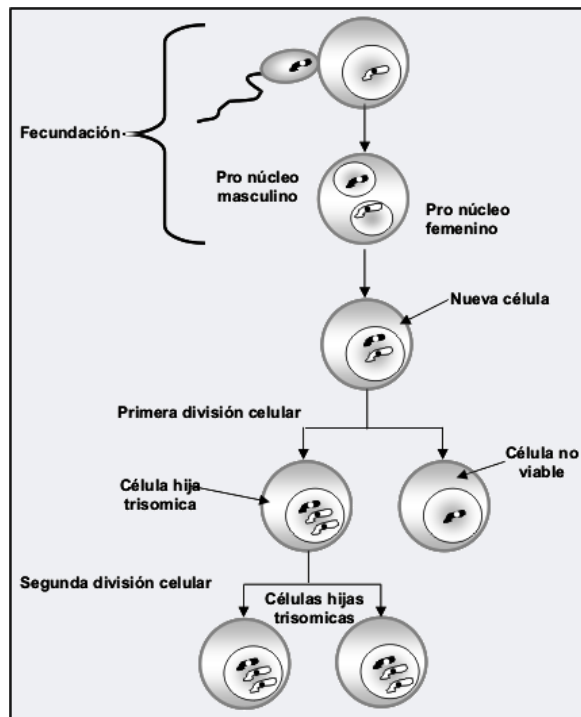 Fecundación
Pro núcleo
masculino
Pro núcleo
femenino
Nueva célula
Primera división celular
Célula hija
trisomica
Célula no
viable
Segunda división celular
Células hijas
trisomicas